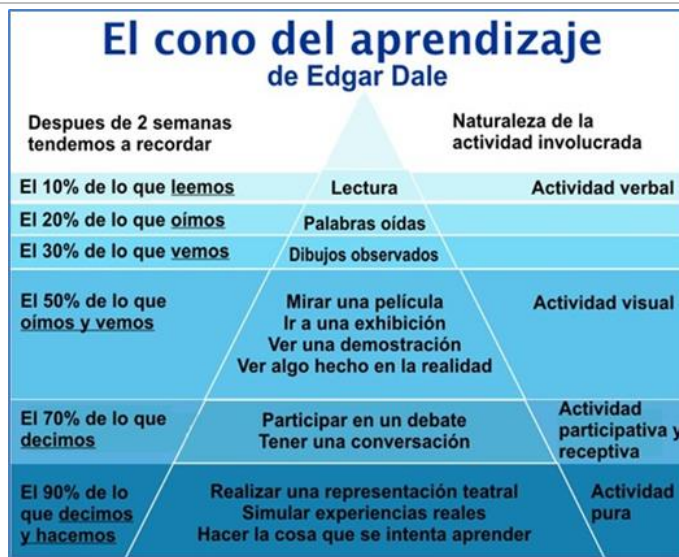 El cono del aprendizaje
de Edgar Dale
Despues de 2 semanas
tendemos a recordar
Naturaleza de la
actividad involucrada
El 10% de lo que leemos
Lectura
Actividad verbal
El 20% de lo que oímos
Palabras oídas
El 30% de lo que vemos
Dibujos observados
El 50% de lo que
oímos y vemos
Mirar una película
Ir a una exhibición
Ver una demostración
Ver algo hecho en la realidad
Actividad visual
El 70% de lo que
decimos
Participar en un debate
Tener una conversación
Actividad
participativa y
receptiva
El 90% de lo
que decimos
y hacemos
Realizar una representación teatral
Simular experiencias reales
Hacer la cosa que se intenta aprender
Actividad
pura